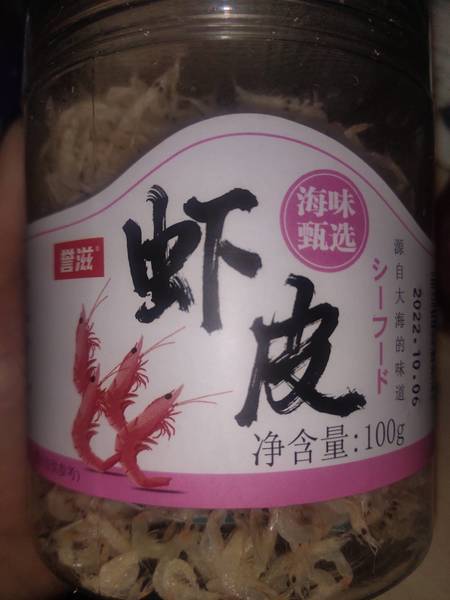 海味
甄选
誉滋®
虾皮
源自大海的味道
シーフード
2022.10.06
净含量:100g